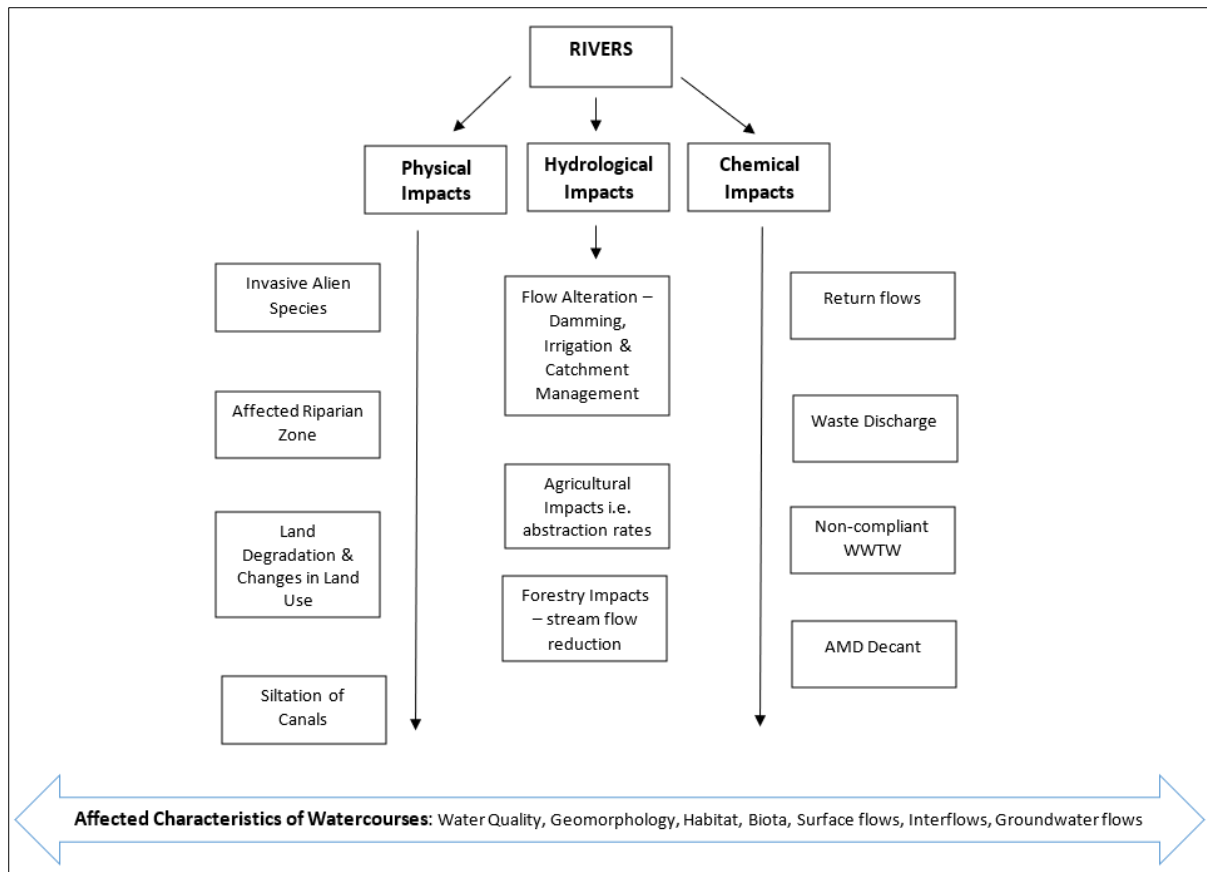 RIVERS
Physical
Impacts
Hydrological
Impacts
Chemical
Impacts
Invasive Alien
Species
Affected Riparian
Zone
Land
Degradation &
Changes in Land
Use
Siltation of
Canals
Flow Alteration –
Damming,
Irrigation &
Catchment
Management
Agricultural
Impacts i.e.
abstraction rates
Forestry Impacts
– stream flow
reduction
Return flows
Waste Discharge
Non-compliant
WWTW
AMD Decant
Affected Characteristics of Watercourses: Water Quality, Geomorphology, Habitat, Biota, Surface flows, Interflows, Groundwater flows